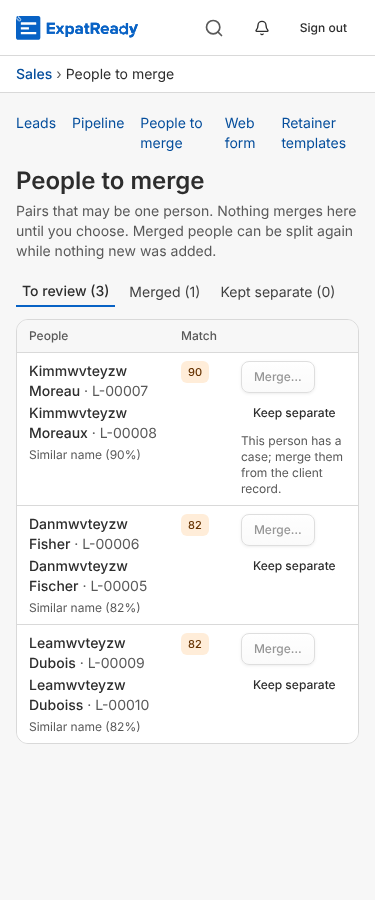 ExpatReady
Sign out
Sales › People to merge
Leads
Pipeline
People to
merge
Web
form
Retainer
templates
People to merge
Pairs that may be one person. Nothing merges here
until you choose. Merged people can be split again
while nothing new was added.
To review (3)
Merged (1)
Kept separate (0)
People
Match
Kimmwvteyzw
Moreau · L-00007
Kimmwvteyzw
Moreaux · L-00008
Similar name (90%)
90
Merge...
Keep separate
This person has a
case; merge them
from the client
record.
Danmwvteyzw
Fisher · L-00006
Danmwvteyzw
Fischer · L-00005
Similar name (82%)
82
Merge...
Keep separate
Leamwvteyzw
Dubois · L-00009
Leamwvteyzw
Duboiss · L-00010
Similar name (82%)
82
Merge...
Keep separate